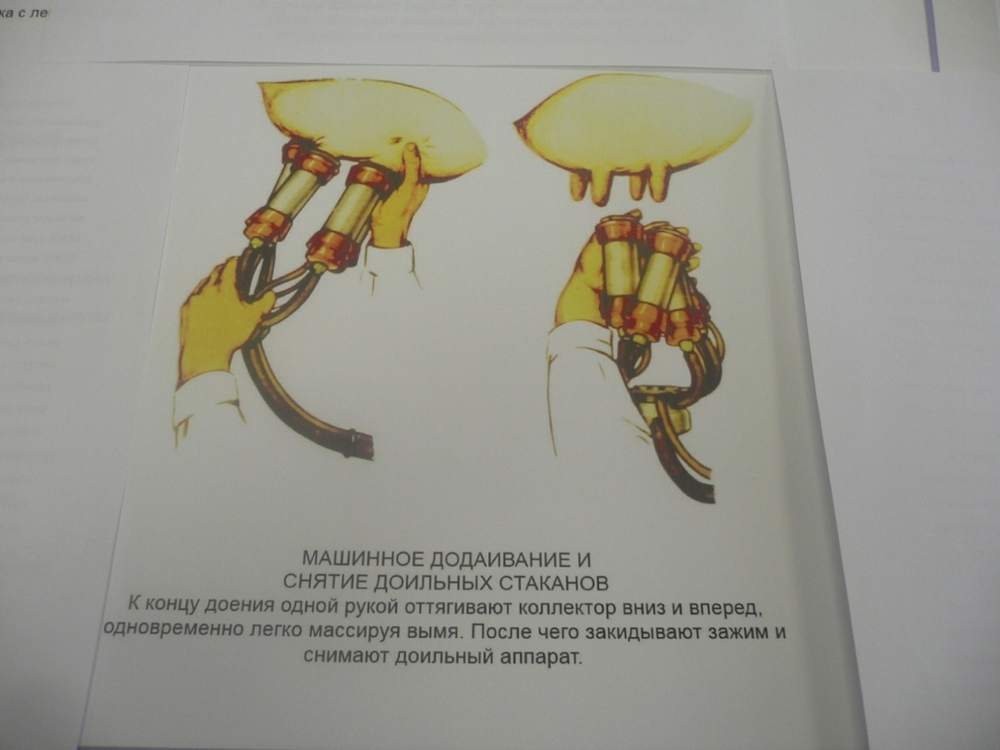 ка с ле
МАШИННОЕ ДОДАИВАНИЕ И
СНЯТИЕ ДОИЛЬНЫХ СТАКАНОВ
К концу доения одной рукой оттягивают коллектор вниз и вперед,
одновременно легко массируя вымя. После чего закидывают зажим и
снимают доильный аппарат.